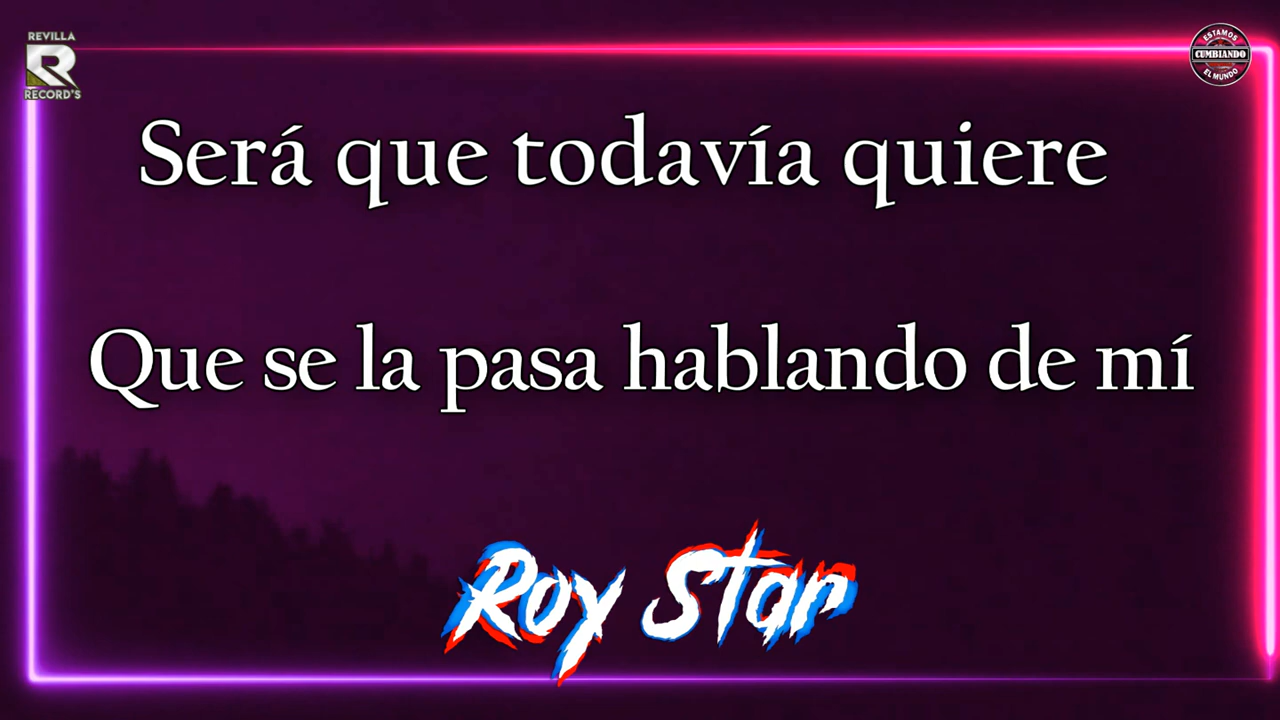 REVILLA
R
RECORD'S
ESTAMOS
CUMBIANDO
EL MUNDO
Será que todavía quiere
Que se la pasa hablando de mí
Roy Star